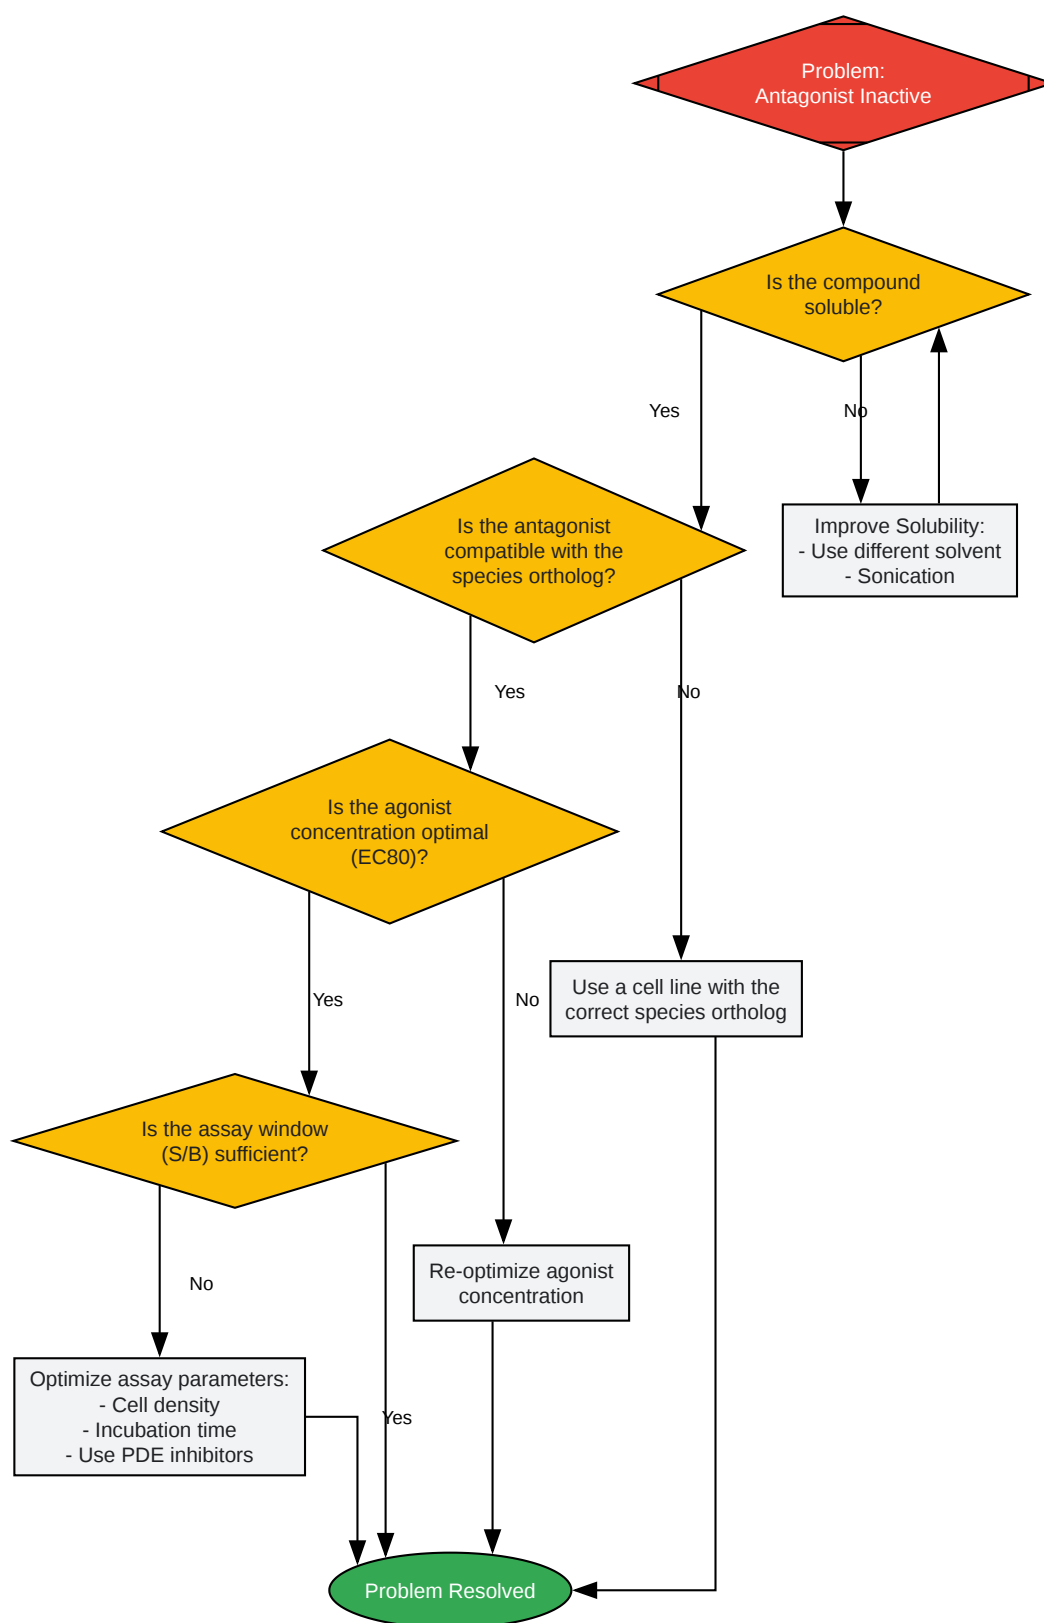 Problem:
Antagonist Inactive
Is the compound
soluble?
Yes
No
Improve Solubility:
- Use different solvent
- Sonication
Is the antagonist
compatible with the
species ortholog?
Yes
No
Is the agonist
concentration optimal
(EC80)?
Yes
No
Use a cell line with the
correct species ortholog
Is the assay window
(S/B) sufficient?
No
Re-optimize agonist
concentration
Optimize assay parameters:
- Cell density
- Incubation time
- Use PDE inhibitors
Yes
Problem Resolved